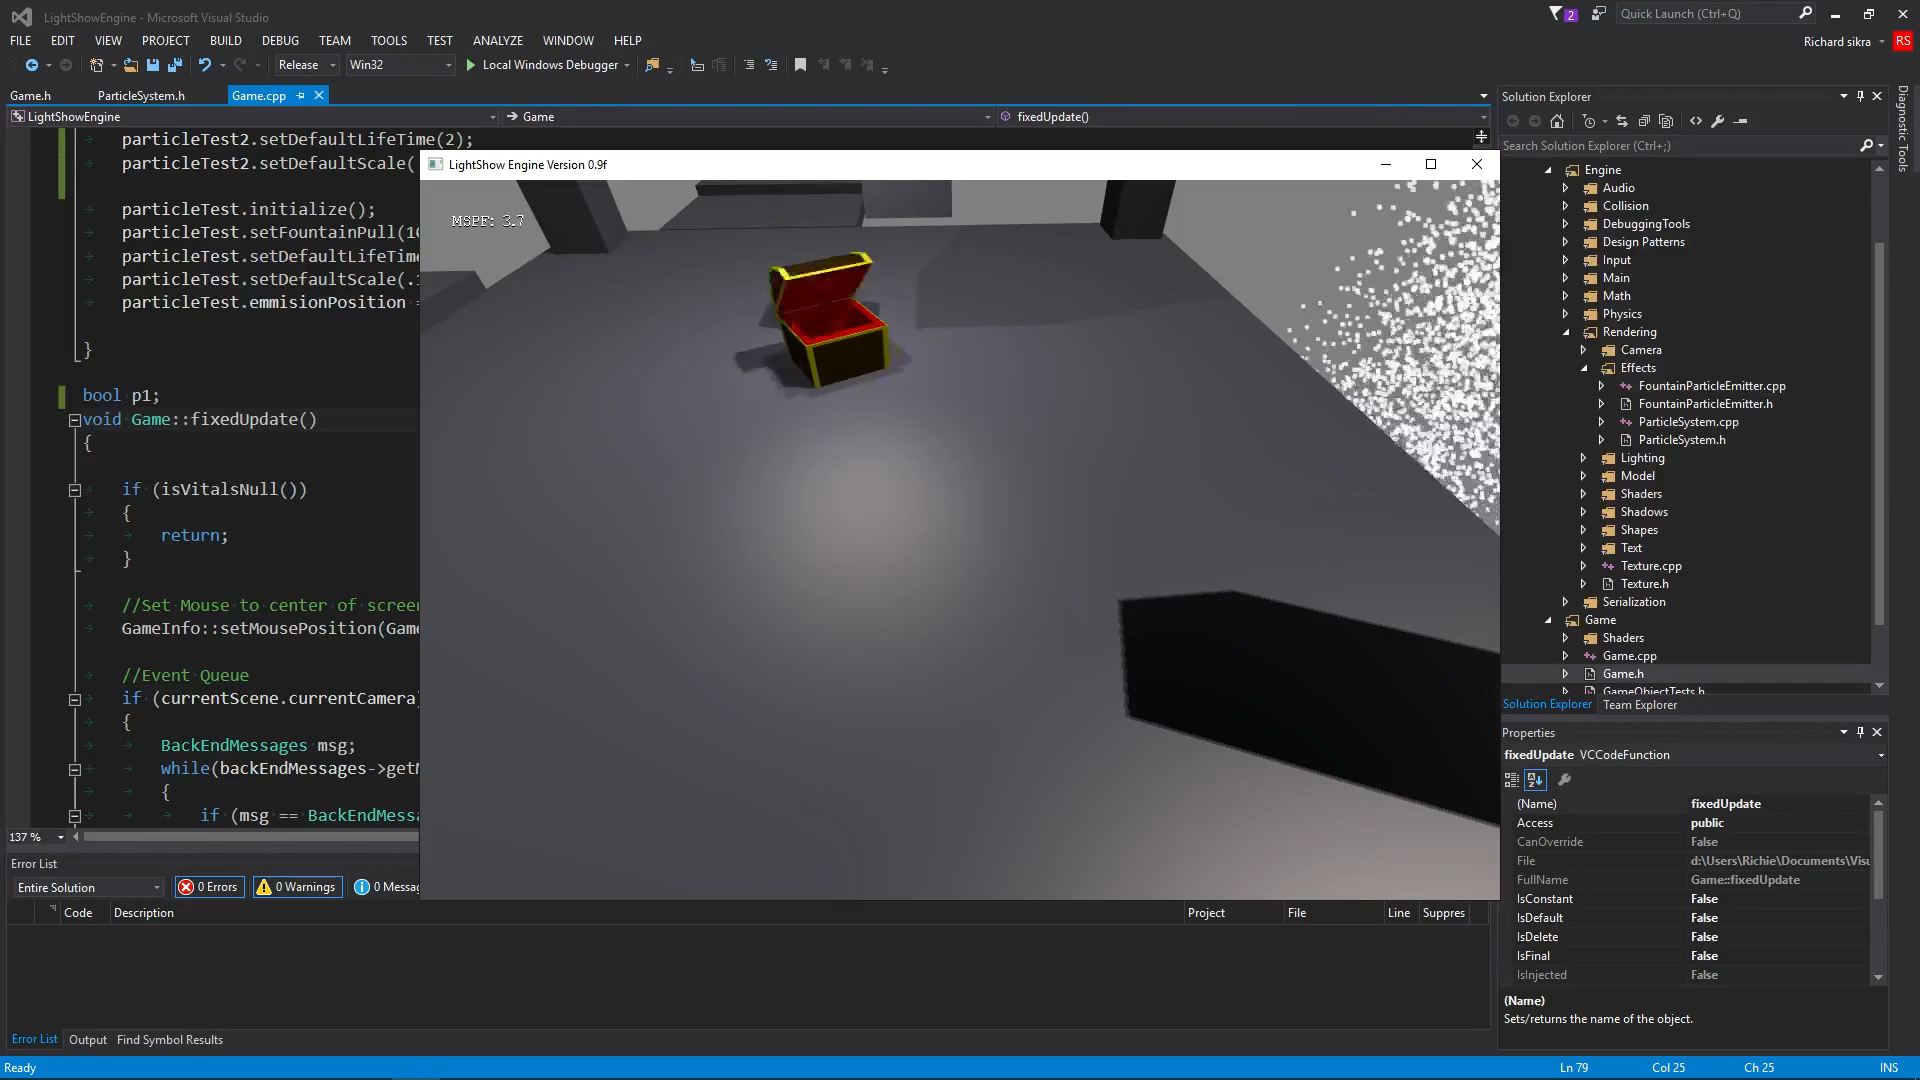 LightShowEngine - Microsoft Visual Studio
2
Quick Launch (Ctrl+Q)
FILE EDIT VIEW PROJECT BUILD DEBUG TEAM TOOLS TEST ANALYZE WINDOW HELP
Richard sikra RS
Release Win32 Local Windows Debugger
Game.h ParticleSystem.h Game.cpp
LightShowEngine Game fixedUpdate()
particleTest2.setDefaultLifeTime(2);
particleTest2.setDefaultScale(
particleTest.initialize();
particleTest.setFountainPull(
particleTest.setDefaultLifeTime
particleTest.setDefaultScale(.
particleTest.emmisionPosition
}
bool p1;
void Game::fixedUpdate()
{
if (isVitalsNull())
{
return;
}
//Set Mouse to center of screen
GameInfo::setMousePosition(Game
//Event Queue
if (currentScene.currentCamera
{
BackEndMessages msg;
while(backEndMessages->get
{
if (msg == BackEndMess
137 %
LightShow Engine Version 0.9f
MSPF: 3.7
Error List
Entire Solution 0 Errors 0 Warnings 0 Messag
Code Description Project File Line Suppres
Error List Output Find Symbol Results
Solution Explorer
Search Solution Explorer (Ctrl+;)
Engine
Audio
Collision
DebuggingTools
Design Patterns
Input
Main
Math
Physics
Rendering
Camera
Effects
FountainParticleEmitter.cpp
FountainParticleEmitter.h
ParticleSystem.cpp
ParticleSystem.h
Lighting
Model
Shaders
Shadows
Shapes
Text
Texture.cpp
Texture.h
Serialization
Game
Shaders
Game.cpp
Game.h
GameObjectTests.h
Solution Explorer Team Explorer
Properties
fixedUpdate VCCodeFunction
(Name) fixedUpdate
Access public
CanOverride False
File d:\Users\Richie\Documents\Visu
FullName Game::fixedUpdate
IsConstant False
IsDefault False
IsDelete False
IsFinal False
IsInjected False
(Name)
Sets/returns the name of the object.
Diagnostic Tools
Ready Ln 79 Col 25 Ch 25 INS